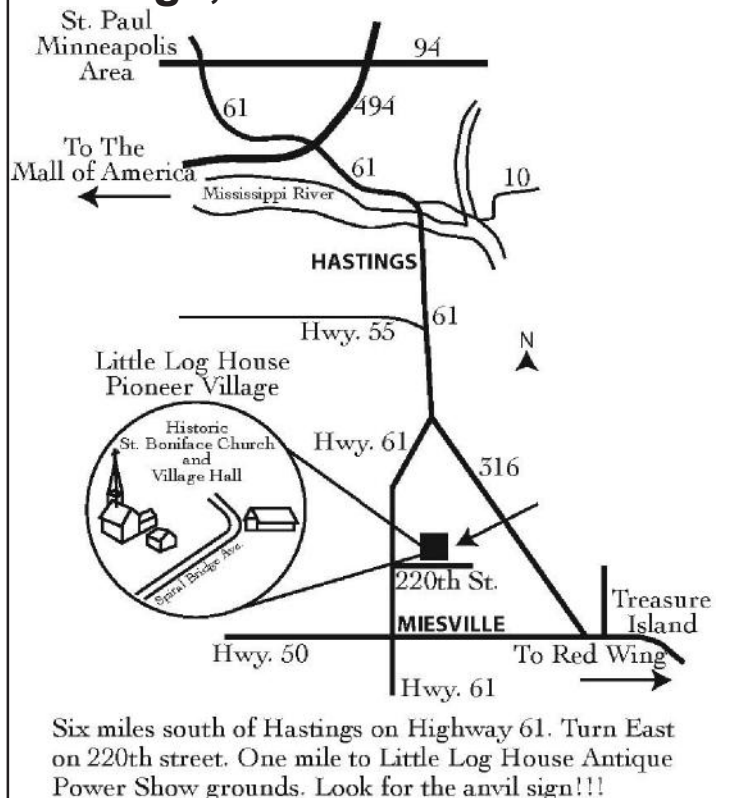 St. Paul
Minneapolis
Area
94
61
494
To The
Mall of America
61
10
Mississippi River
HASTINGS
61
Hwy. 55
N
Little Log House
Pioneer Village
Historic
St. Boniface Church
and
Village Hall
Hwy. 61
316
Spiral Bridge Ave.
220th St.
Treasure
Island
MIESVILLE
Hwy. 50
To Red Wing
Hwy. 61
Six miles south of Hastings on Highway 61. Turn East
on 220th street. One mile to Little Log House Antique
Power Show grounds. Look for the anvil sign!!!